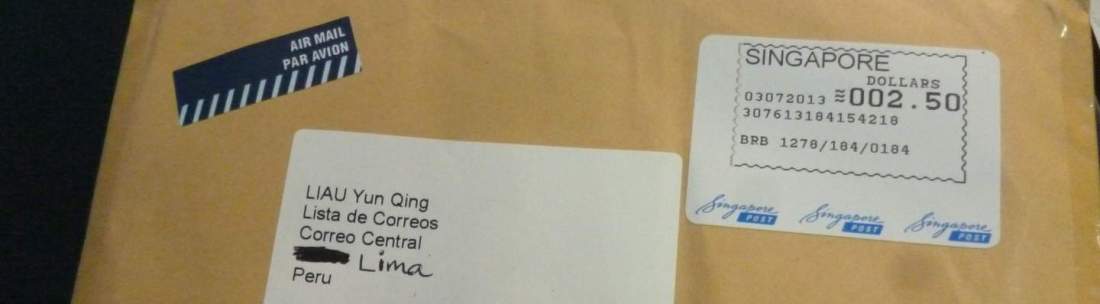 AIR MAIL
PAR AVION
SINGAPORE
DOLLARS
03072013 ≈002.50
307613184154218
BRB 1278/184/0184
Singapore POST Singapore POST Singapore POST
LIAU Yun Qing
Lista de Correos
Correo Central
Lima
Peru